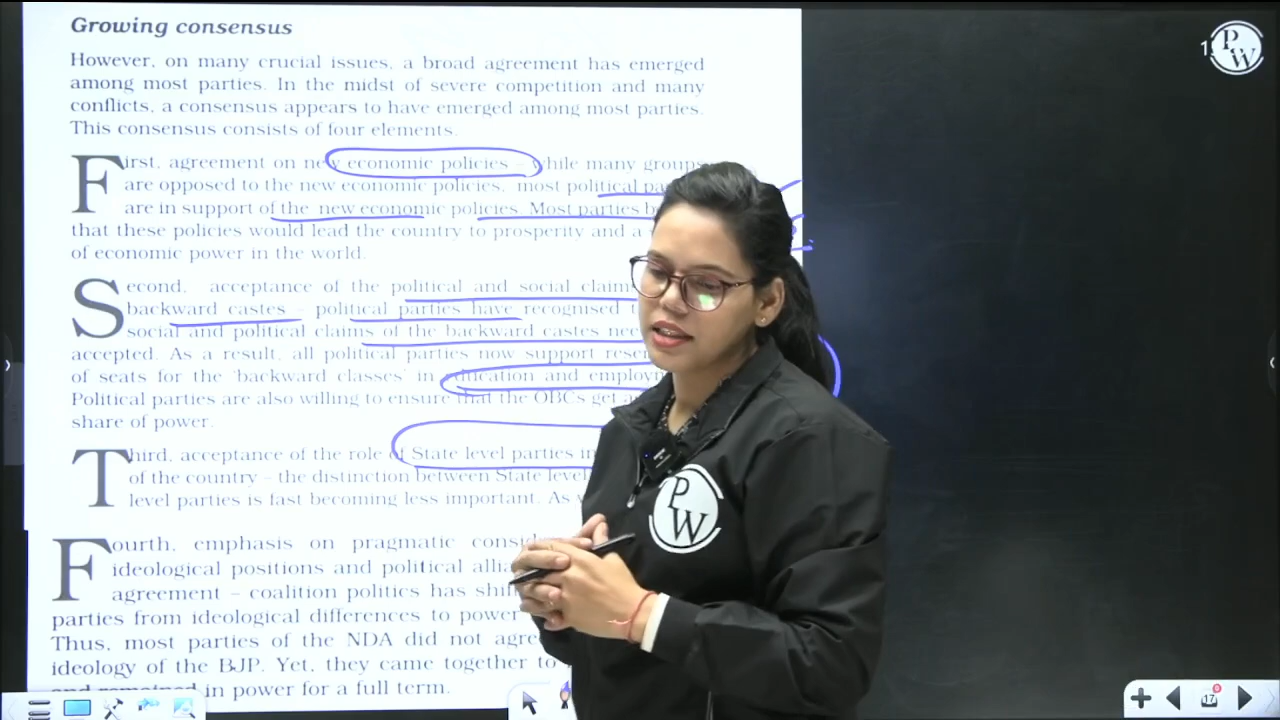 Growing consensus
However, on many crucial issues, a broad agreement has emerged
among most parties. In the midst of severe competition and many
conflicts, a consensus appears to have emerged among most parties.
This consensus consists of four elements.
First, agreement on new economic policies – while many groups
are opposed to the new economic policies, most political
are in support of the new economic policies. Most parties
that these policies would lead the country to prosperity and a
of economic power in the world.
Second, acceptance of the political and social claims
backward castes – political parties have recognised
social and political claims of the backward castes
accepted. As a result, all political parties now support
of seats for the 'backward classes' in education and
Political parties are also willing to ensure that the OBCs get
share of power.
Third, acceptance of the role of State level parties in
of the country – the distinction between State level
level parties is fast becoming less important. As
Fourth, emphasis on pragmatic
ideological positions and political
agreement – coalition politics has
parties from ideological differences to power
Thus, most parties of the NDA did not
ideology of the BJP. Yet, they came together to
and remained in power for a full term.
PW
PW
17